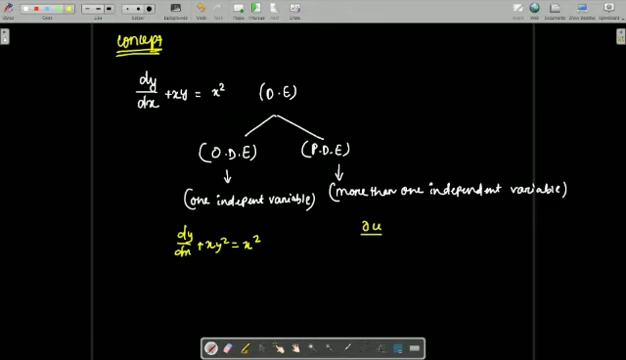 concept
dy/dx + xy = x² (D.E)
(O.D.E) (P.D.E)
(one indepent variable) (more than one independent variable)
dy/dx + xy² = x² ∂u